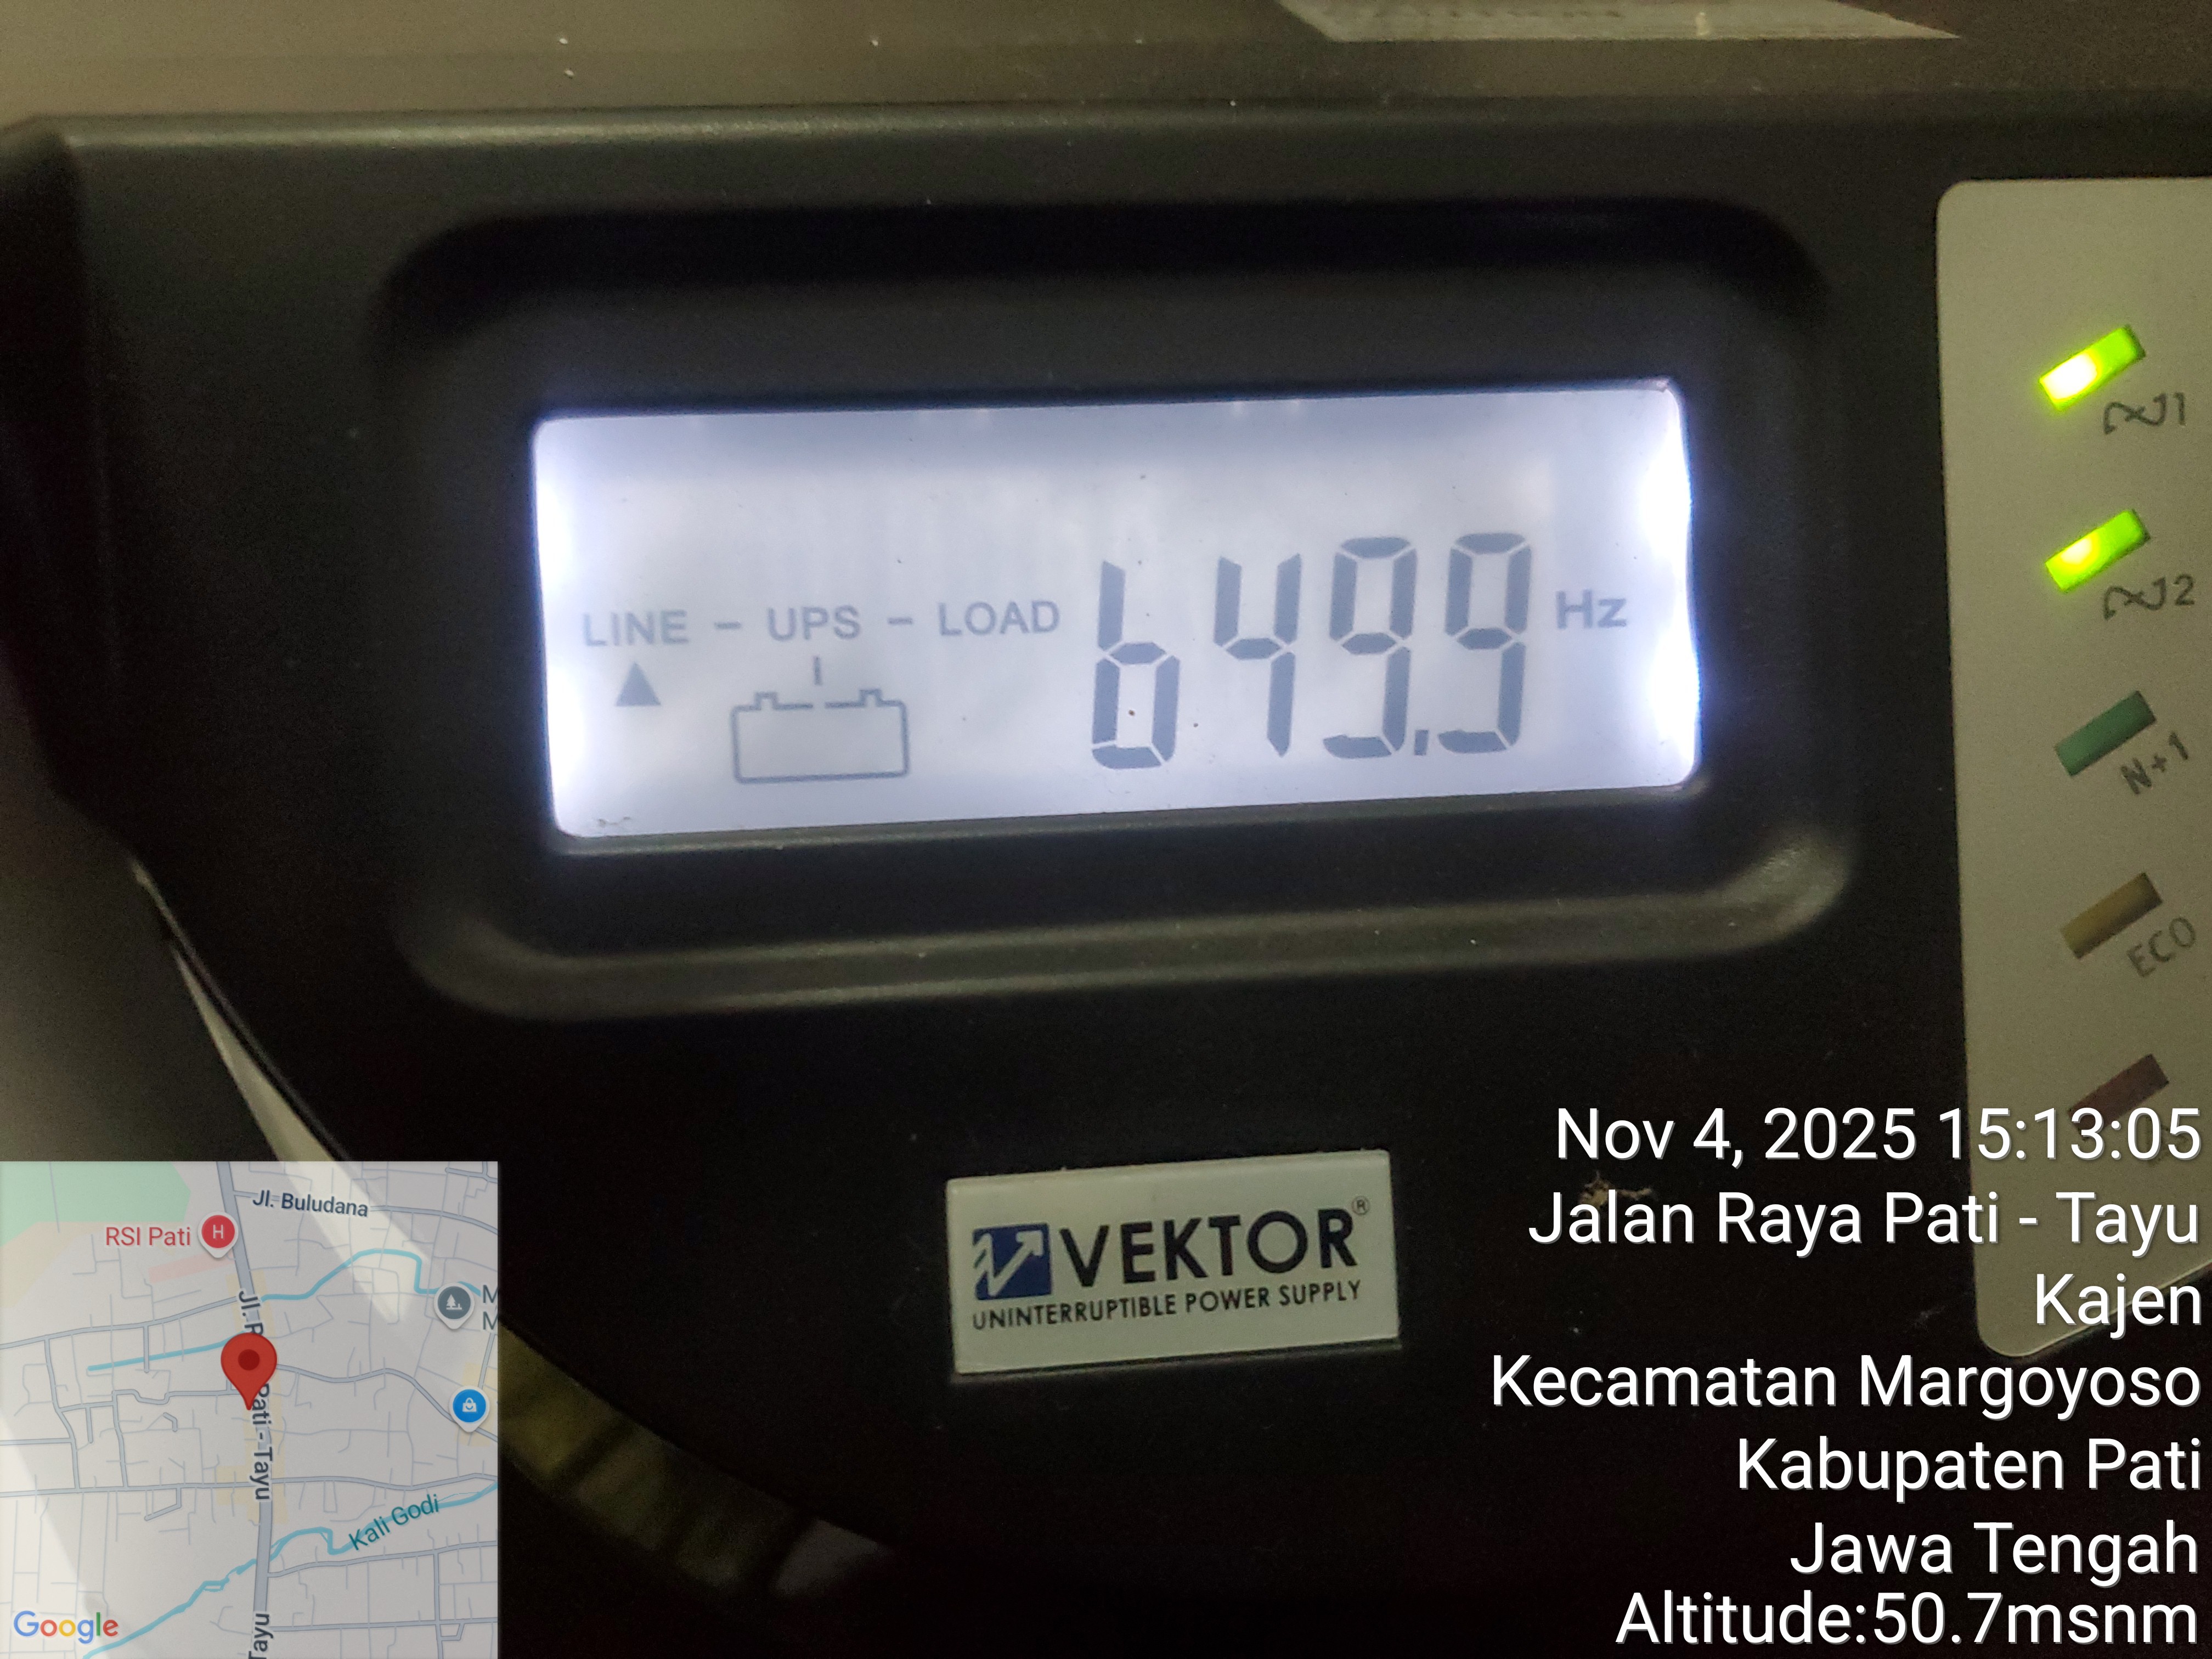 LINE - UPS - LOAD
b499.9 Hz
∿1
∿2
N+1
ECO
VEKTOR®
UNINTERRUPTIBLE POWER SUPPLY
Nov 4, 2025 15:13:05
Jalan Raya Pati - Tayu
Kajen
Kecamatan Margoyoso
Kabupaten Pati
Jawa Tengah
Altitude:50.7msnm
Jl. Buludana
RSI Pati
H
M
M
Pati - Tayu
Kali Godi
Tayu
Google